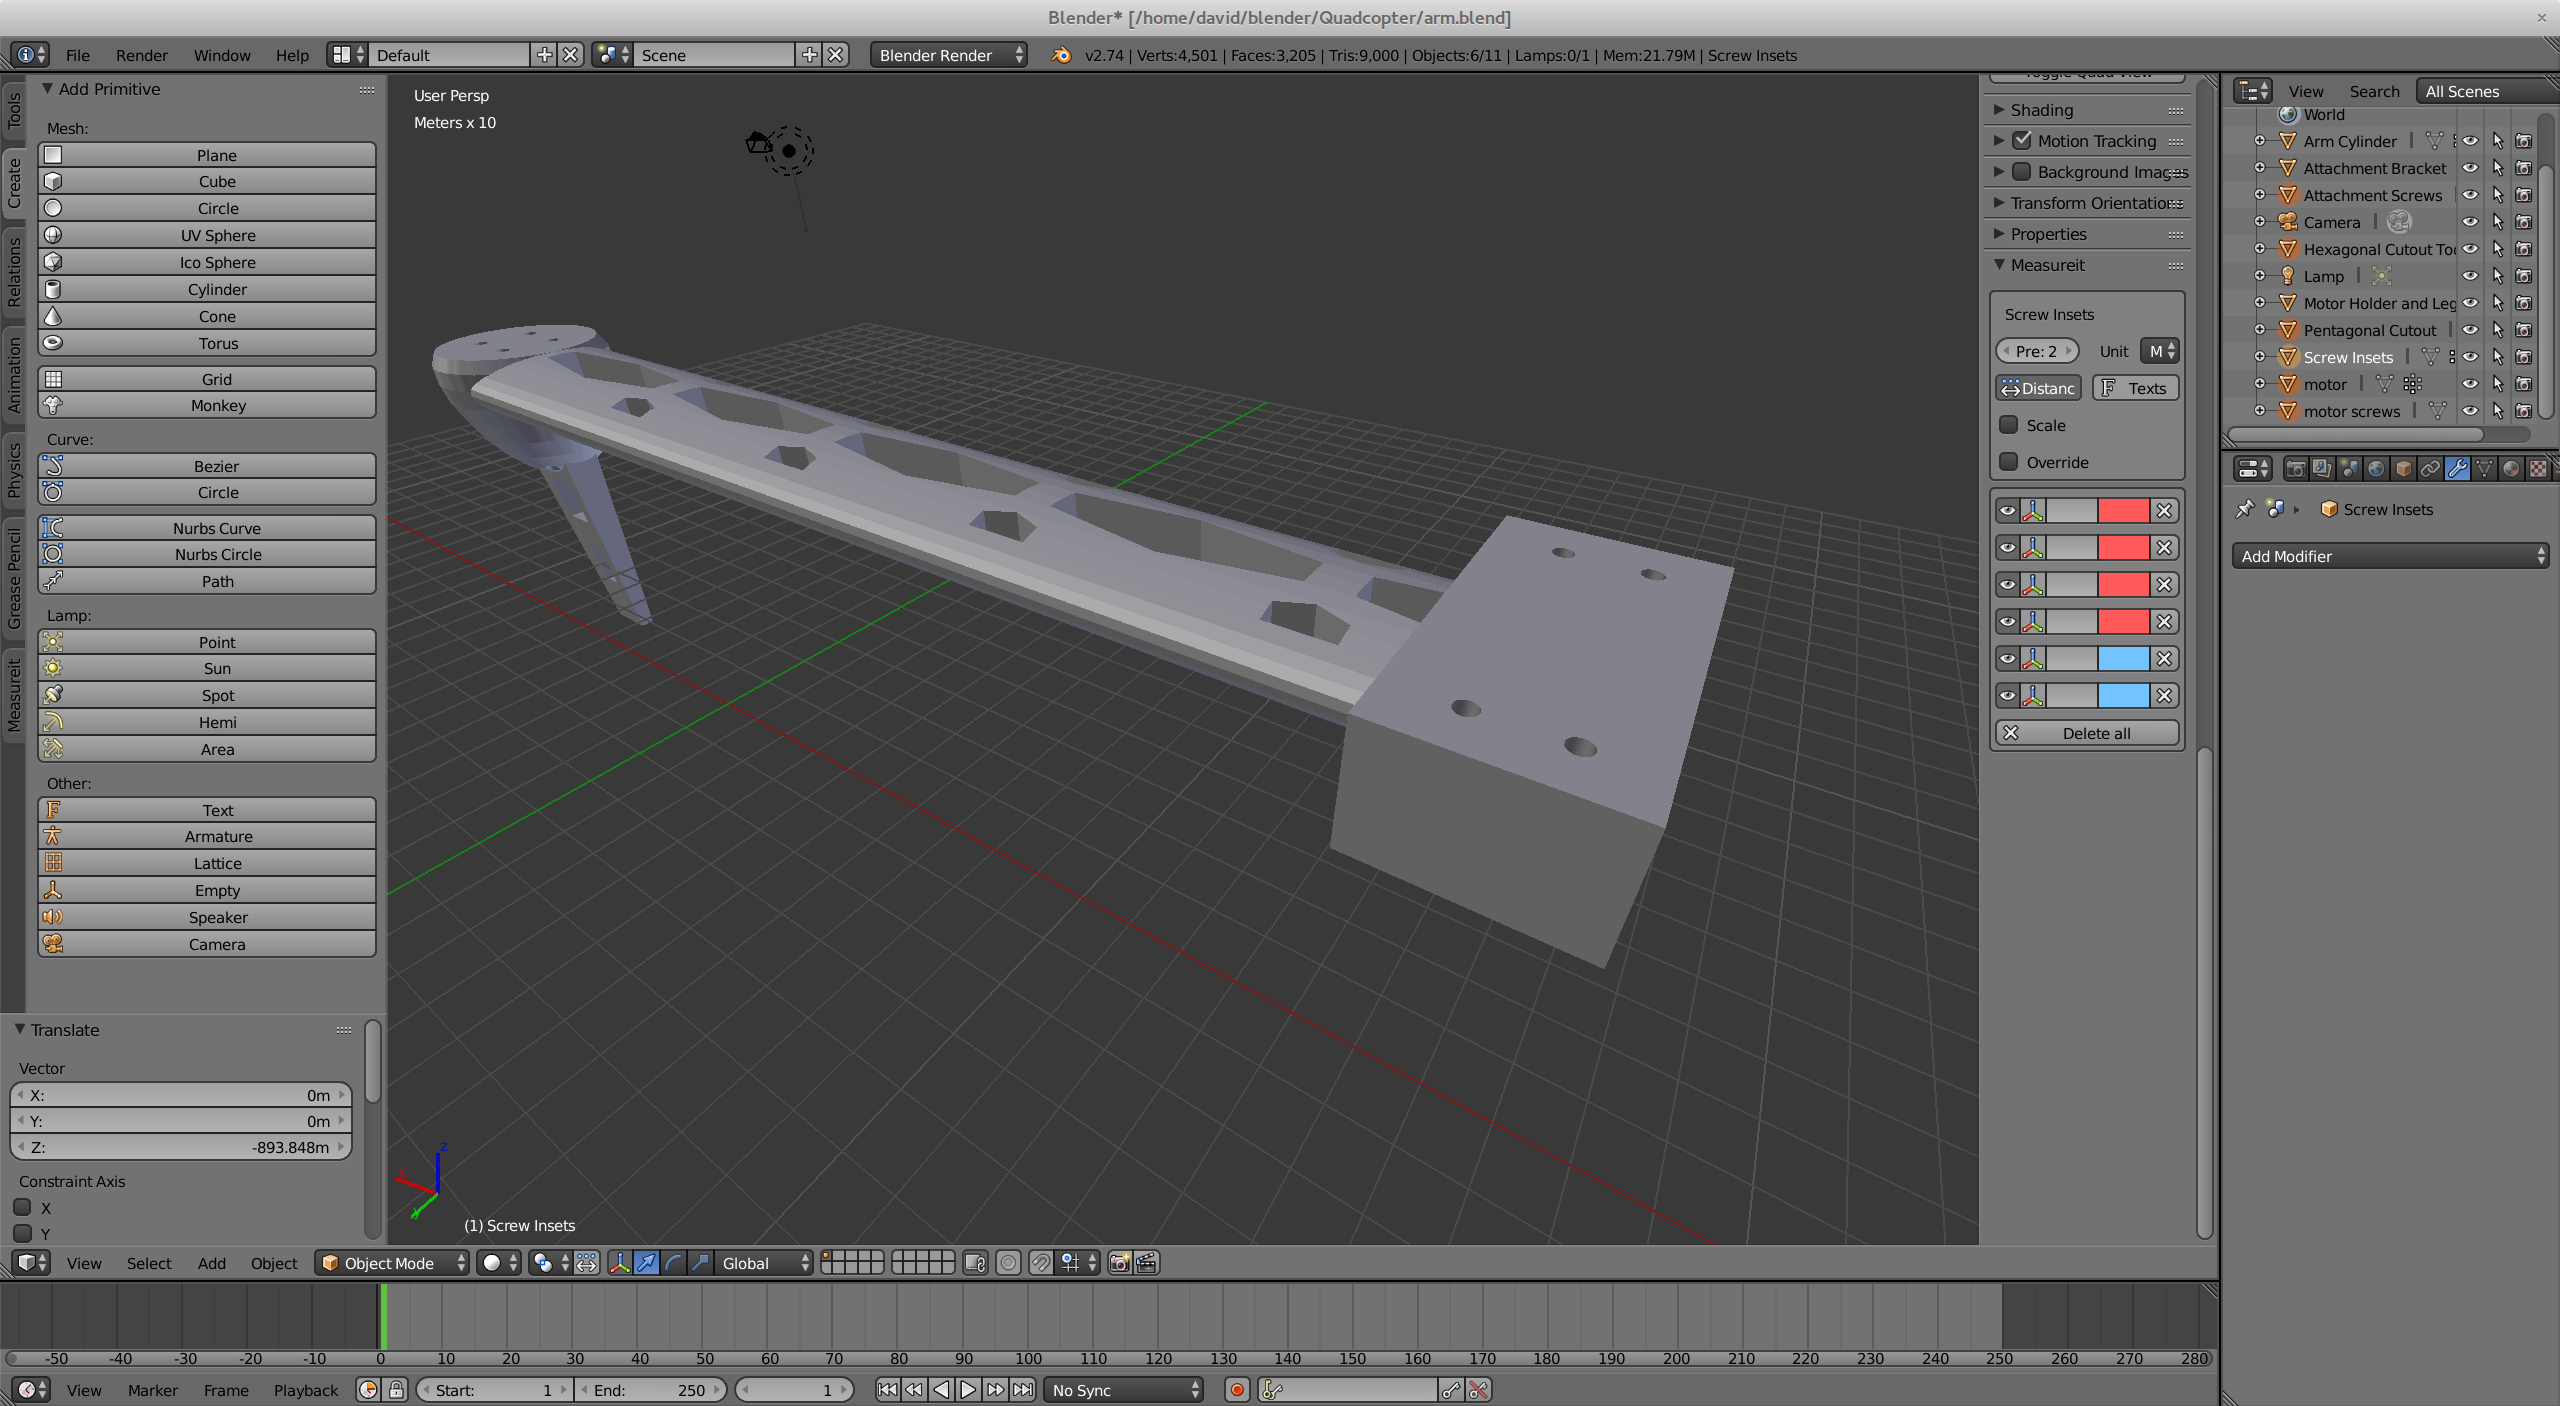 Blender* [/home/david/blender/Quadcopter/arm.blend]
File Render Window Help Default Scene Blender Render v2.74 | Verts:4,501 | Faces:3,205 | Tris:9,000 | Objects:6/11 | Lamps:0/1 | Mem:21.79M | Screw Insets
Tools
Create
Relations
Animation
Physics
Grease Pencil
Measureit
Add Primitive
Mesh:
Plane
Cube
Circle
UV Sphere
Ico Sphere
Cylinder
Cone
Torus
Grid
Monkey
Curve:
Bezier
Circle
Nurbs Curve
Nurbs Circle
Path
Lamp:
Point
Sun
Spot
Hemi
Area
Other:
Text
Armature
Lattice
Empty
Speaker
Camera
Translate
Vector
X: 0m
Y: 0m
Z: -893.848m
Constraint Axis
X
Y
User Persp
Meters x 10
(1) Screw Insets
Shading
Motion Tracking
Background Images
Transform Orientations
Properties
Measureit
Screw Insets
Pre: 2 Unit M
Distanc F Texts
Scale
Override
Delete all
View Search All Scenes
World
Arm Cylinder
Attachment Bracket
Attachment Screws
Camera
Hexagonal Cutout Too
Lamp
Motor Holder and Leg
Pentagonal Cutout
Screw Insets
motor
motor screws
Screw Insets
Add Modifier
View Select Add Object Object Mode Global
-50 -40 -30 -20 -10 0 10 20 30 40 50 60 70 80 90 100 110 120 130 140 150 160 170 180 190 200 210 220 230 240 250 260 270 280
View Marker Frame Playback Start: 1 End: 250 1 No Sync